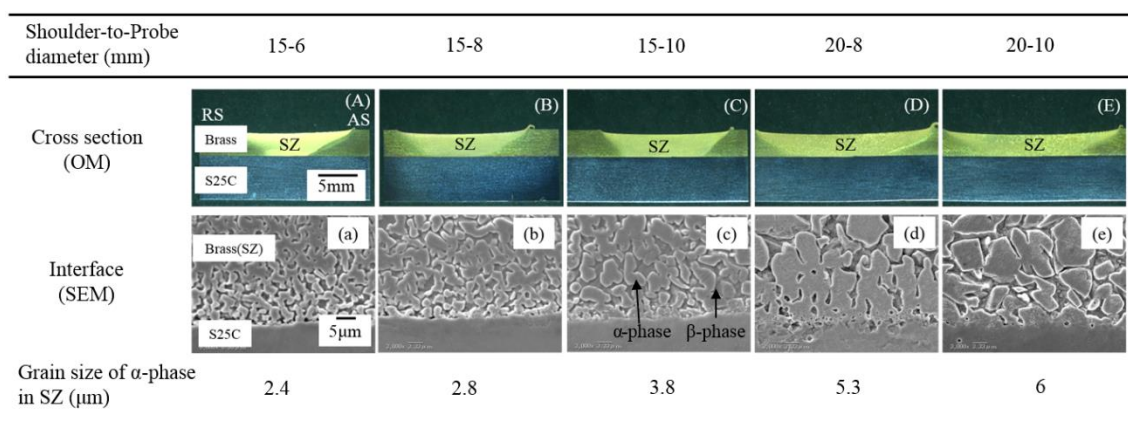 Shoulder-to-Probe
diameter (mm)
15-6
15-8
15-10
20-8
20-10
Cross section
(OM)
RS
(A)
AS
Brass
SZ
S25C
5mm
(B)
SZ
(C)
SZ
(D)
SZ
(E)
SZ
Interface
(SEM)
(a)
Brass(SZ)
S25C
5μm
(b)
(c)
α-phase
β-phase
(d)
(e)
Grain size of α-phase
in SZ (μm)
2.4
2.8
3.8
5.3
6